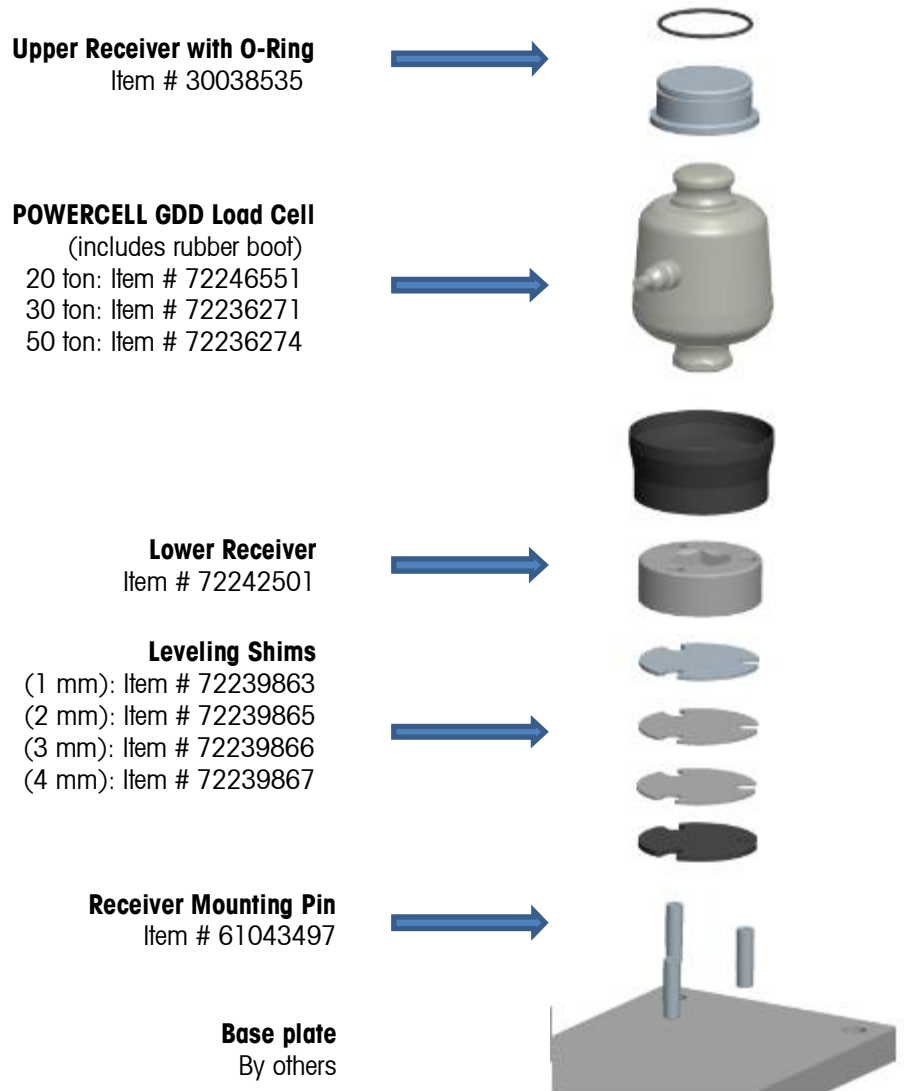 Upper Receiver with O-Ring
Item # 30038535
POWERCELL GDD Load Cell
(includes rubber boot)
20 ton: Item # 72246551
30 ton: Item # 72236271
50 ton: Item # 72236274
Lower Receiver
Item # 72242501
Leveling Shims
(1 mm): Item # 72239863
(2 mm): Item # 72239865
(3 mm): Item # 72239866
(4 mm): Item # 72239867
Receiver Mounting Pin
Item # 61043497
Base plate
By others